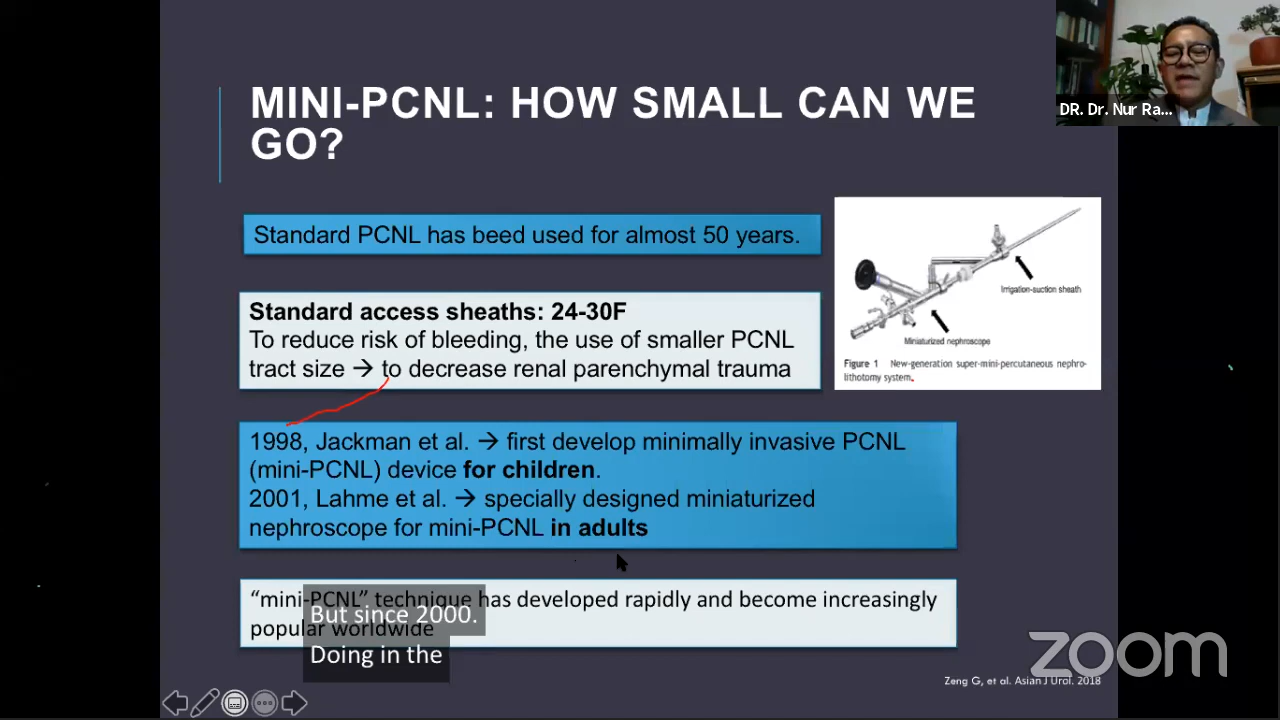 MINI-PCNL: HOW SMALL CAN WE
GO?
DR. Dr. Nur Ra...
Standard PCNL has beed used for almost 50 years.
Standard access sheaths: 24-30F
To reduce risk of bleeding, the use of smaller PCNL
tract size → to decrease renal parenchymal trauma
Irrigation-suction sheath
Miniaturized nephroscope
Figure 1 New-generation super-mini-percutaneous nephro-
lithotomy system.
1998, Jackman et al. → first develop minimally invasive PCNL
(mini-PCNL) device for children.
2001, Lahme et al. → specially designed miniaturized
nephroscope for mini-PCNL in adults
“mini-PCNL” technique has developed rapidly and become increasingly
popular worldwide
But since 2000.
Doing in the
zoom
Zeng G, et al. Asian J Urol. 2018